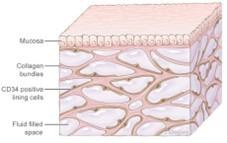 Mucosa
Collagen
bundles
CD34 positive
lining cells
Fluid filled
space